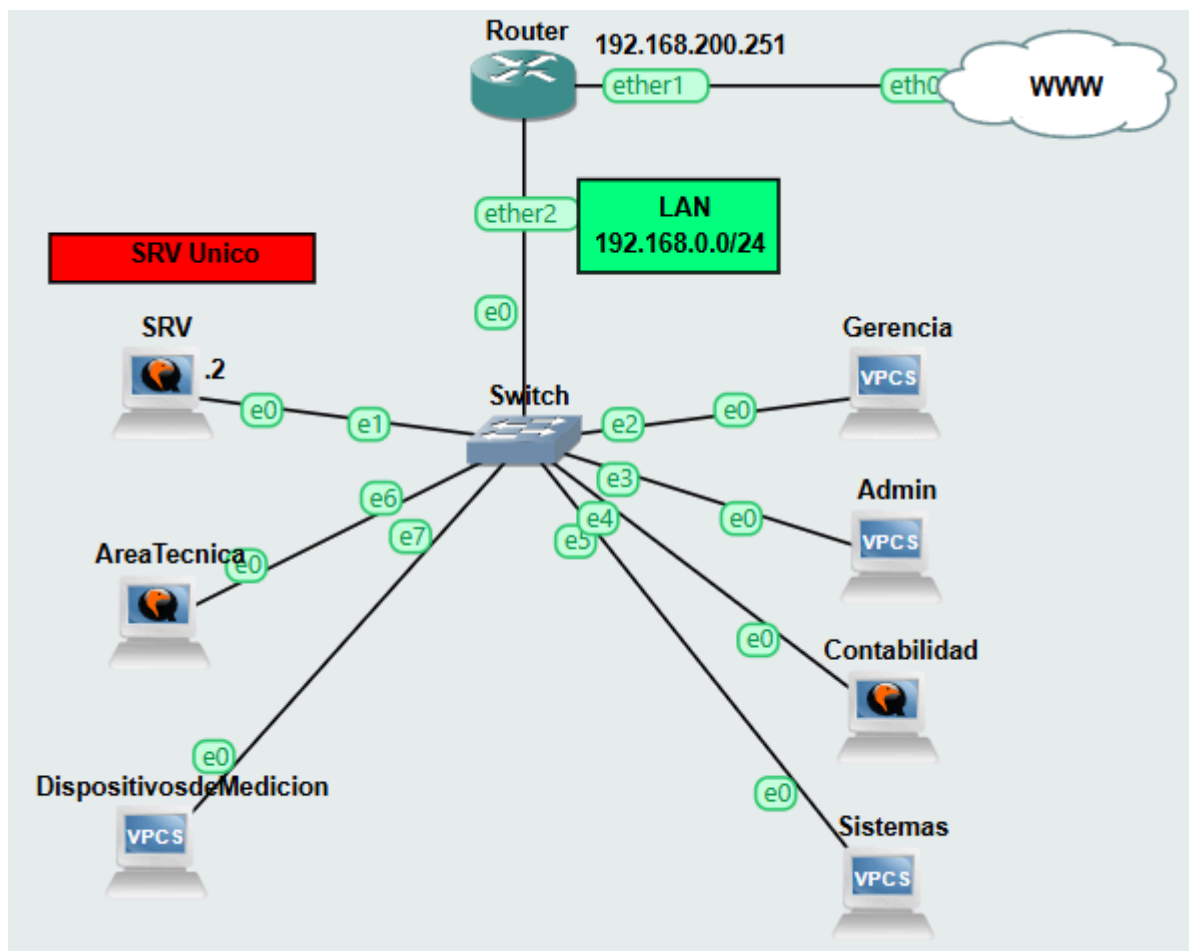 Router
192.168.200.251
ether1
eth0
WWW
ether2
LAN
192.168.0.0/24
SRV Unico
e0
SRV
.2
Gerencia
VPCS
Switch
e0
e1
e2
e0
e3
Admin
e6
e4
e0
VPCS
e7
e5
AreaTecnica
e0
e0
Contabilidad
e0
DispositivosdeMedicion
e0
Sistemas
VPCS
VPCS